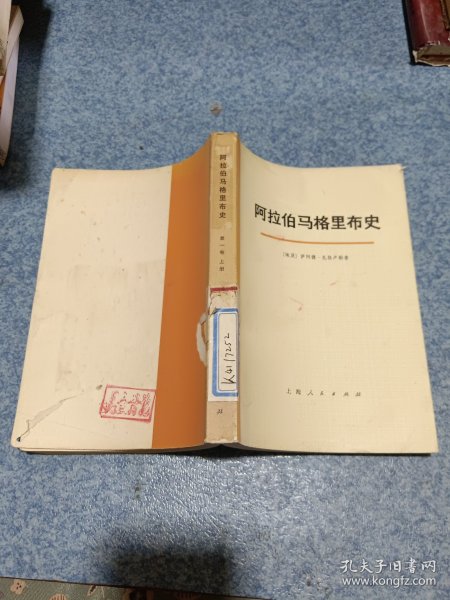 阿拉伯马格里布史
第一卷 上册
K41/7252
阿拉伯马格里布史
[埃及] 萨阿德·扎格卢勒著
上海人民出版社
孔夫子旧书网
www.kongfz.com